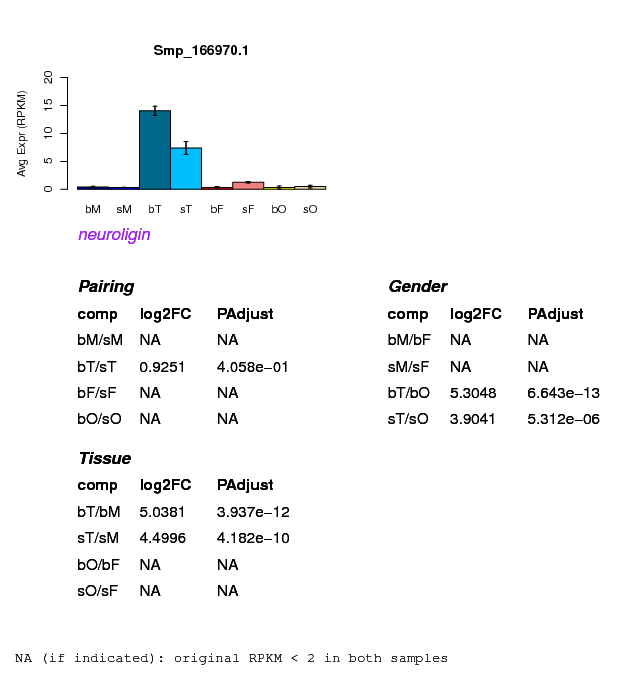 Smp_166970.1
Avg Expr (RPKM)
20
15
10
5
0
bM sM bT sT bF sF bO sO
neuroligin
Pairing
comp log2FC PAdjust
bM/sM NA NA
bT/sT 0.9251 4.058e−01
bF/sF NA NA
bO/sO NA NA
Gender
comp log2FC PAdjust
bM/bF NA NA
sM/sF NA NA
bT/bO 5.3048 6.643e−13
sT/sO 3.9041 5.312e−06
Tissue
comp log2FC PAdjust
bT/bM 5.0381 3.937e−12
sT/sM 4.4996 4.182e−10
bO/bF NA NA
sO/sF NA NA
NA (if indicated): original RPKM < 2 in both samples